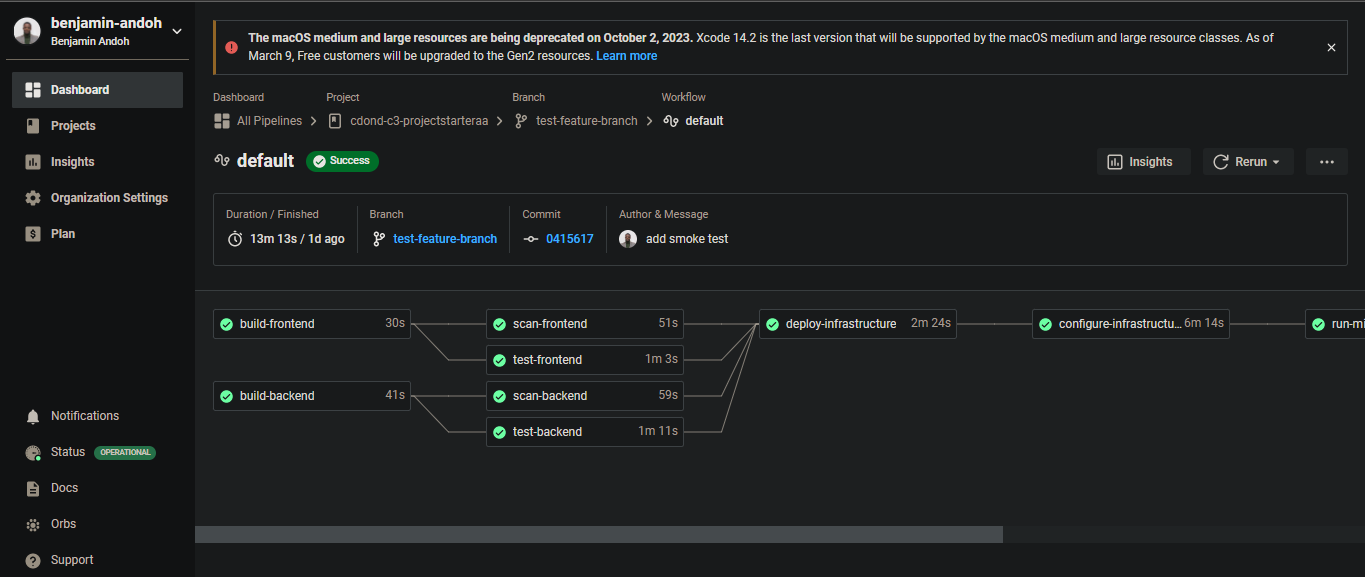 benjamin-andoh
Benjamin Andoh
Dashboard
Projects
Insights
Organization Settings
Plan
Notifications
Status OPERATIONAL
Docs
Orbs
Support
The macOS medium and large resources are being deprecated on October 2, 2023. Xcode 14.2 is the last version that will be supported by the macOS medium and large resource classes. As of
March 9, Free customers will be upgraded to the Gen2 resources. Learn more
Dashboard Project Branch Workflow
All Pipelines cdond-c3-projectstarteraa test-feature-branch default
default Success
Insights Rerun
Duration / Finished Branch Commit Author & Message
13m 13s / 1d ago test-feature-branch 0415617 add smoke test
build-frontend 30s scan-frontend 51s deploy-infrastructure 2m 24s configure-infrastructu... 6m 14s run-mi
test-frontend 1m 3s
build-backend 41s scan-backend 59s
test-backend 1m 11s